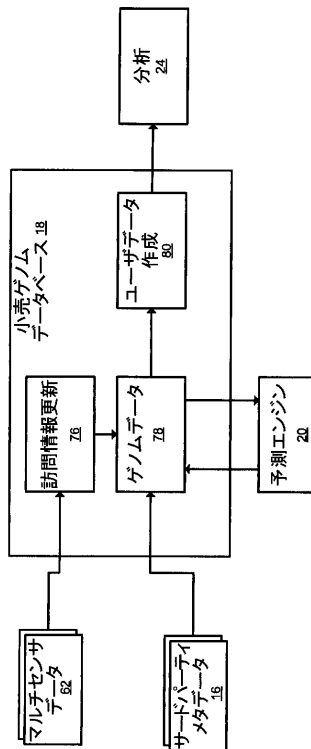 マルチセンサ
データ
62
サードパーティ
メタデータ
16
小売ゲノム
データベース 18
訪問情報更新
76
ゲノムデータ
78
ユーザデータ
作成
80
予測エンジン
20
分析
24